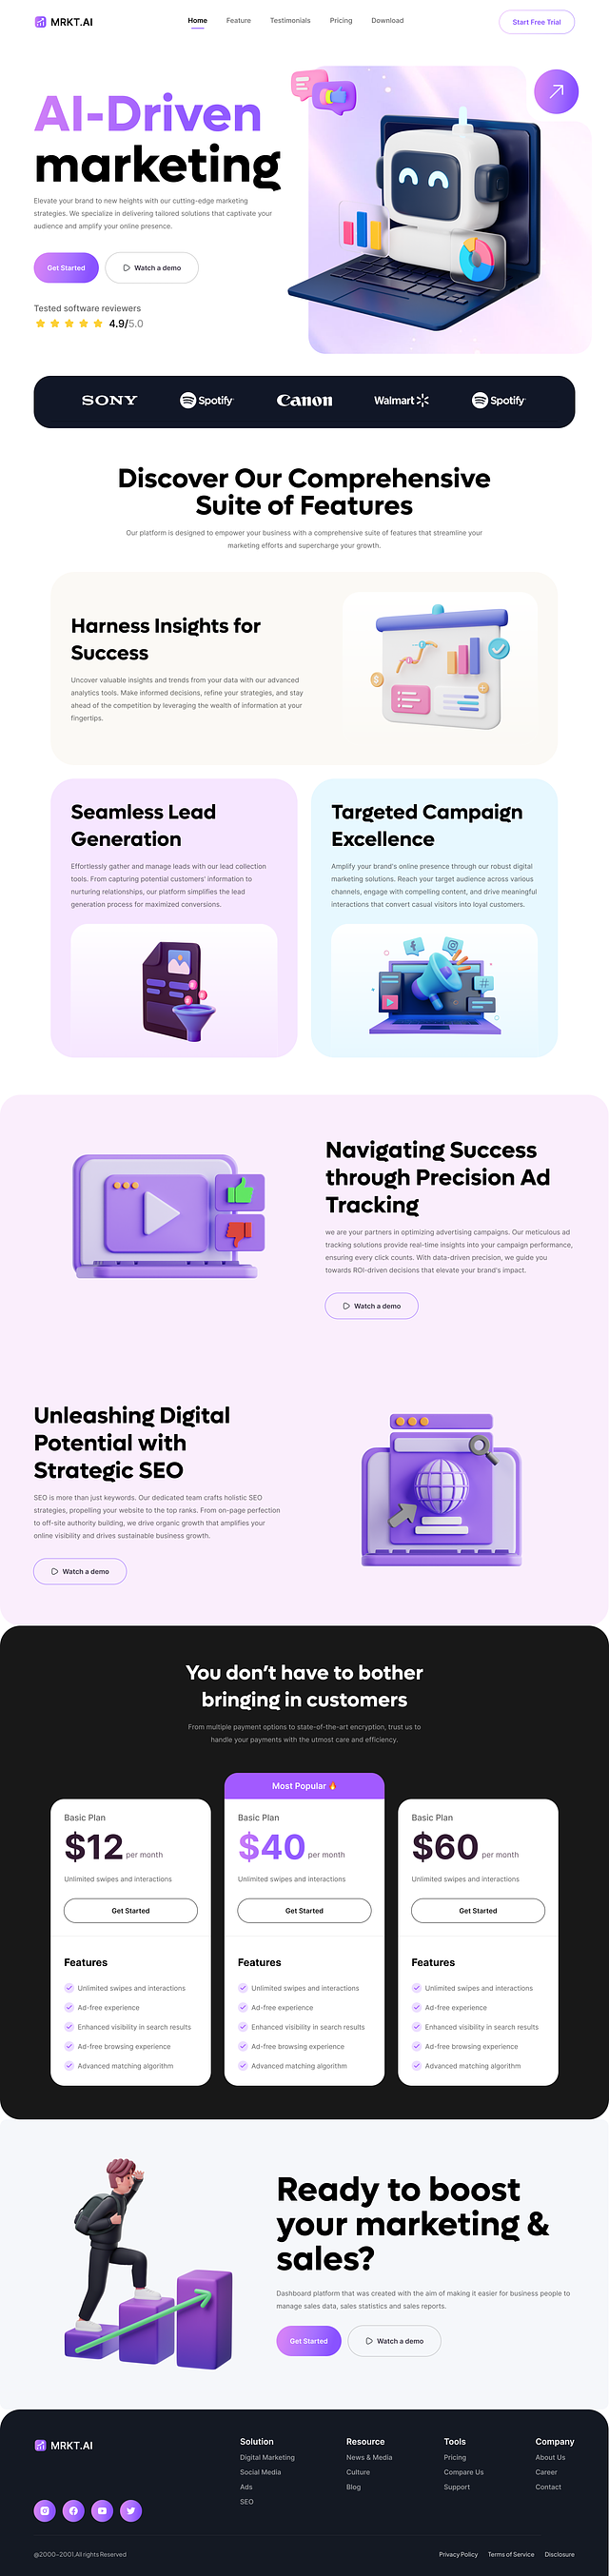 MRKT.AI
Home
Feature
Testimonials
Pricing
Download
Start Free Trial
AI-Driven
marketing
Elevate your brand to new heights with our cutting-edge marketing
strategies. We specialize in delivering tailored solutions that captivate your
audience and amplify your online presence.
Get Started
Watch a demo
Tested software reviewers
4.9/5.0
SONY
Spotify
Canon
Walmart
Spotify
Discover Our Comprehensive
Suite of Features
Our platform is designed to empower your business with a comprehensive suite of features that streamline your
marketing efforts and supercharge your growth.
Harness Insights for
Success
Uncover valuable insights and trends from your data with our advanced
analytics tools. Make informed decisions, refine your strategies, and stay
ahead of the competition by leveraging the wealth of information at your
fingertips.
Seamless Lead
Generation
Effortlessly gather and manage leads with our lead collection
tools. From capturing potential customers' information to
nurturing relationships, our platform simplifies the lead
generation process for maximized conversions.
Targeted Campaign
Excellence
Amplify your brand's online presence through our robust digital
marketing solutions. Reach your target audience across various
channels, engage with compelling content, and drive meaningful
interactions that convert casual visitors into loyal customers.
#
Navigating Success
through Precision Ad
Tracking
we are your partners in optimizing advertising campaigns. Our meticulous ad
tracking solutions provide real-time insights into your campaign performance,
ensuring every click counts. With data-driven precision, we guide you
towards ROI-driven decisions that elevate your brand's impact.
Watch a demo
Unleashing Digital
Potential with
Strategic SEO
SEO is more than just keywords. Our dedicated team crafts holistic SEO
strategies, propelling your website to the top ranks. From on-page perfection
to off-site authority building, we drive organic growth that amplifies your
online visibility and drives sustainable business growth.
Watch a demo
You don't have to bother
bringing in customers
From multiple payment options to state-of-the-art encryption, trust us to
handle your payments with the utmost care and efficiency.
Basic Plan
$12 per month
Unlimited swipes and interactions
Get Started
Features
Unlimited swipes and interactions
Ad-free experience
Enhanced visibility in search results
Ad-free browsing experience
Advanced matching algorithm
Most Popular 🔥
Basic Plan
$40 per month
Unlimited swipes and interactions
Get Started
Features
Unlimited swipes and interactions
Ad-free experience
Enhanced visibility in search results
Ad-free browsing experience
Advanced matching algorithm
Basic Plan
$60 per month
Unlimited swipes and interactions
Get Started
Features
Unlimited swipes and interactions
Ad-free experience
Enhanced visibility in search results
Ad-free browsing experience
Advanced matching algorithm
Ready to boost
your marketing &
sales?
Dashboard platform that was created with the aim of making it easier for business people to
manage sales data, sales statistics and sales reports.
Get Started
Watch a demo
MRKT.AI
Solution
Digital Marketing
Social Media
Ads
SEO
Resource
News & Media
Culture
Blog
Tools
Pricing
Compare Us
Support
Company
About Us
Career
Contact
@2000-2001,All rights Reserved
Privacy Policy
Terms of Service
Disclosure